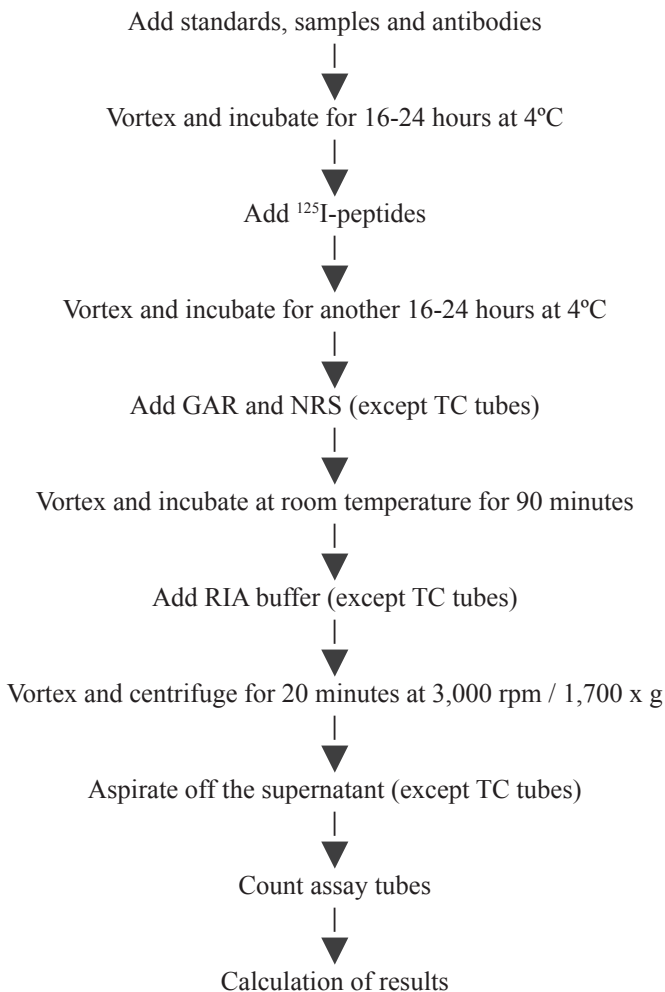 Add standards, samples and antibodies
Vortex and incubate for 16-24 hours at 4ºC
Add ¹²⁵I-peptides
Vortex and incubate for another 16-24 hours at 4ºC
Add GAR and NRS (except TC tubes)
Vortex and incubate at room temperature for 90 minutes
Add RIA buffer (except TC tubes)
Vortex and centrifuge for 20 minutes at 3,000 rpm / 1,700 x g
Aspirate off the supernatant (except TC tubes)
Count assay tubes
Calculation of results